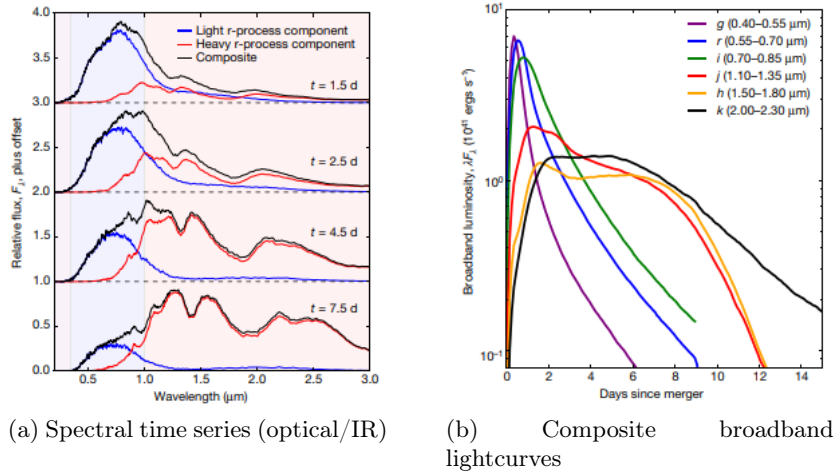 4.0
3.5
3.0
2.5
2.0
1.5
1.0
0.5
0.0
Relative flux, Fλ, plus offset
Light r-process component
Heavy r-process component
Composite
t = 1.5 d
t = 2.5 d
t = 4.5 d
t = 7.5 d
0.5 1.0 1.5 2.0 2.5 3.0
Wavelength (μm)
(a) Spectral time series (optical/IR)
10¹
10⁰
10⁻¹
Broadband luminosity, ΔFλ (10⁴¹ ergs s⁻¹)
g (0.40–0.55 μm)
r (0.55–0.70 μm)
i (0.70–0.85 μm)
j (1.10–1.35 μm)
h (1.50–1.80 μm)
k (2.00–2.30 μm)
0 2 4 6 8 10 12 14
Days since merger
(b) Composite broadband
lightcurves